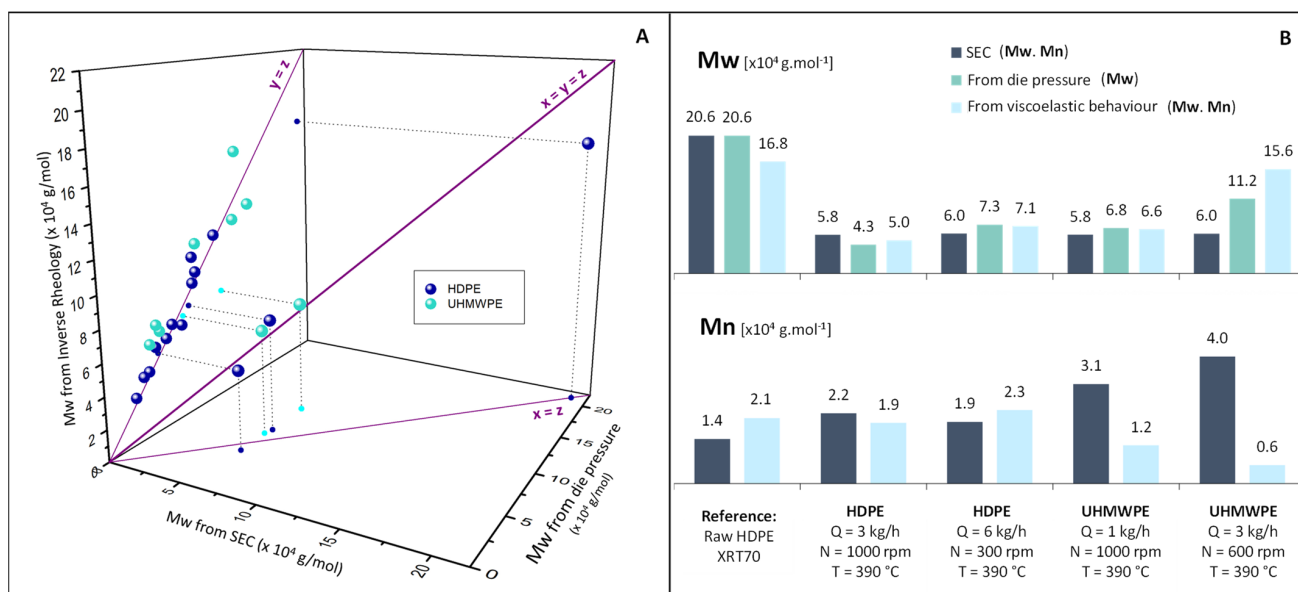 A
22
20
18
16
14
12
10
8
6
4
2
Mw from Inverse Rheology (x 10⁴ g/mol)
y = z
x = y = z
x = z
HDPE
UHMWPE
5
10
15
20
Mw from SEC (x 10⁴ g/mol)
0
5
10
15
20
Mw from die pressure
(x 10⁴ g/mol)
B
Mw [x10⁴ g.mol⁻¹]
SEC (Mw. Mn)
From die pressure (Mw)
From viscoelastic behaviour (Mw. Mn)
20.6 20.6 16.8
5.8 4.3 5.0
6.0 7.3 7.1
5.8 6.8 6.6
6.0 11.2 15.6
Mn [x10⁴ g.mol⁻¹]
1.4 2.1
2.2 1.9
1.9 2.3
3.1 1.2
4.0 0.6
Reference:
Raw HDPE
XRT70
HDPE
Q = 3 kg/h
N = 1000 rpm
T = 390 °C
HDPE
Q = 6 kg/h
N = 300 rpm
T = 390 °C
UHMWPE
Q = 1 kg/h
N = 1000 rpm
T = 390 °C
UHMWPE
Q = 3 kg/h
N = 600 rpm
T = 390 °C